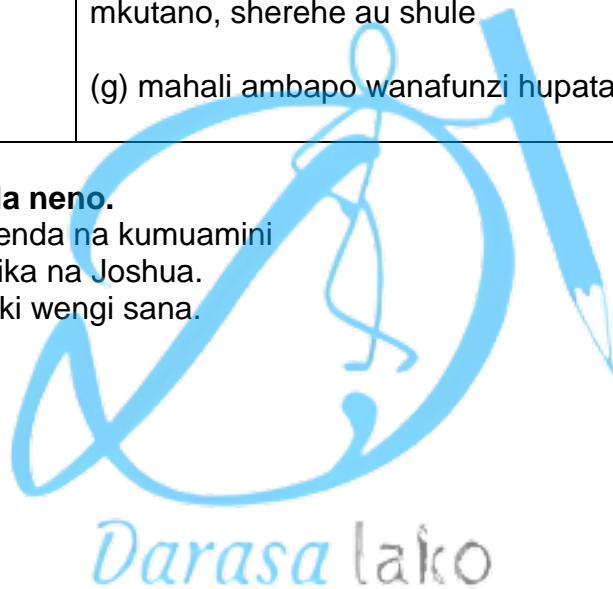 mkutano, sherehe au shule
(g) mahali ambapo wanafunzi hupata
la neno.
enda na kumuamini
ika na Joshua.
ki wengi sana.
Darasa lako